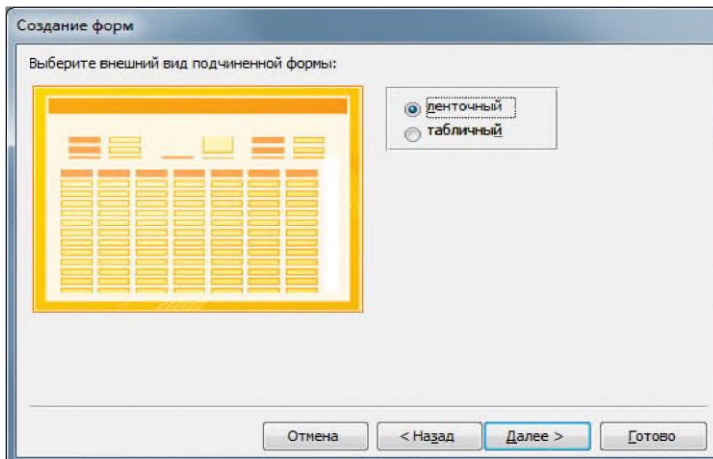 Создание форм
Выберите внешний вид подчиненной формы:
ленточный
табличный
Отмена
< Назад
Далее >
Готово